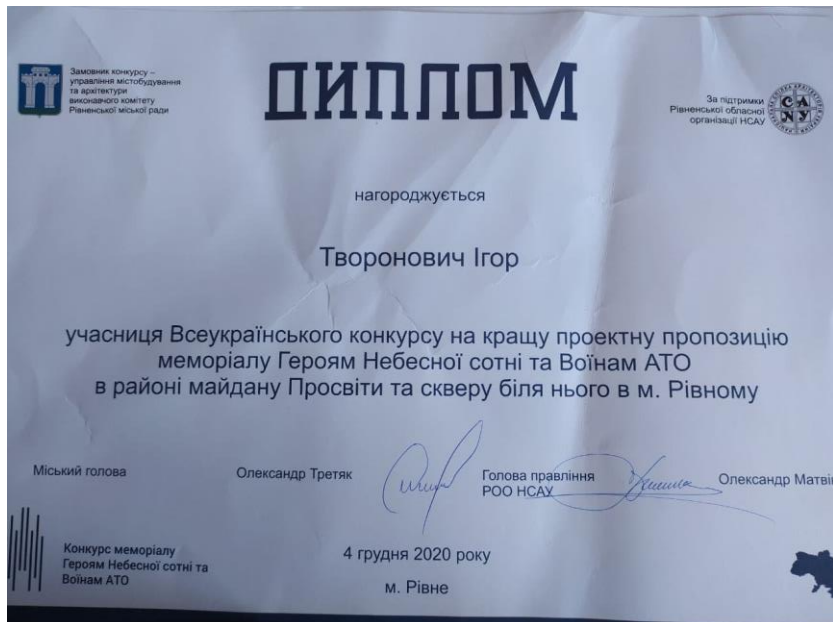 Замовник конкурсу –
управління містобудування
та архітектури
виконавчого комітету
Рівненської міської ради
ДИПЛОМ
За підтримки
Рівненської обласної
організації НСАУ
нагороджується
Творонович Ігор
учасниця Всеукраїнського конкурсу на кращу проектну пропозицію
меморіалу Героям Небесної сотні та Воїнам АТО
в районі майдану Просвіти та скверу біля нього в м. Рівному
Міський голова
Олександр Третяк
Голова правління
РОО НСАУ
Олександр Матвій
Конкурс меморіалу
Героям Небесної сотні та
Воїнам АТО
4 грудня 2020 року
м. Рівне